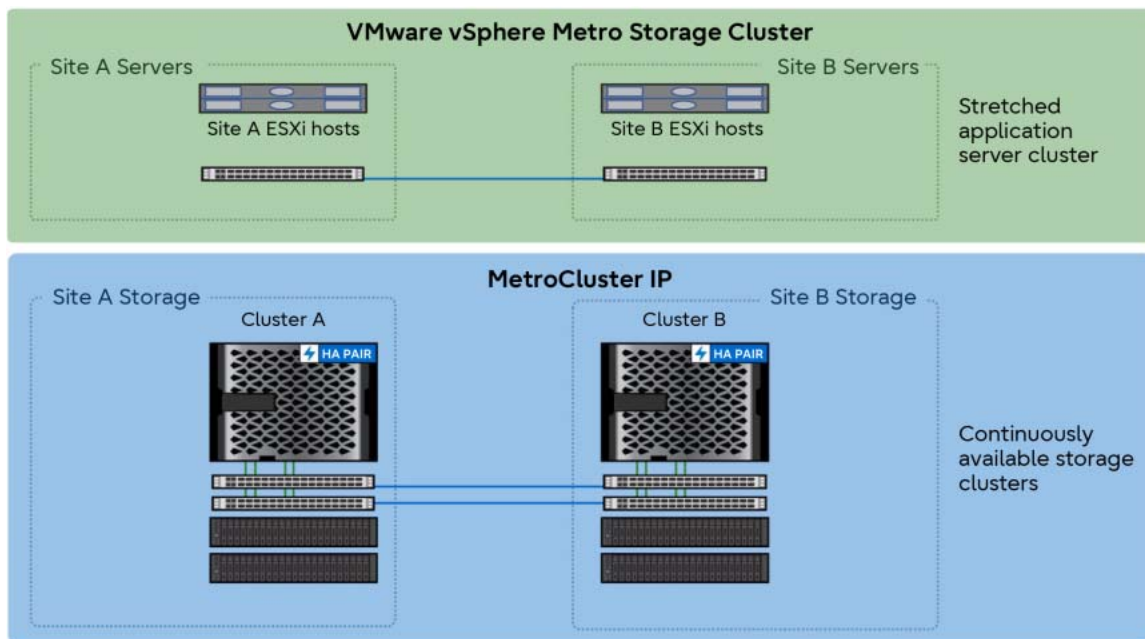 VMware vSphere Metro Storage Cluster
Site A Servers
Site B Servers
Site A ESXi hosts
Site B ESXi hosts
Stretched
application
server cluster
MetroCluster IP
Site A Storage
Site B Storage
Cluster A
Cluster B
HA PAIR
HA PAIR
Continuously
available storage
clusters